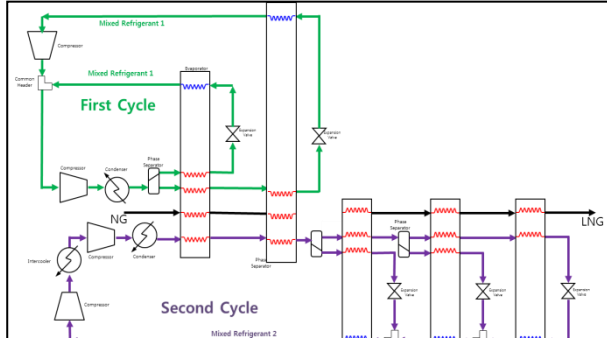 Mixed Refrigerant 1
Compressor
Common
Header
Mixed Refrigerant 1
Evaporator
First Cycle
Expansion
Valve
Expansion
Valve
Compressor
Condenser
Phase
Separator
NG
LNG
Intercooler
Compressor
Condenser
Phase
Separator
Phase
Separator
Compressor
Second Cycle
Expansion
Valve
Expansion
Valve
Expansion
Valve
Mixed Refrigerant 2